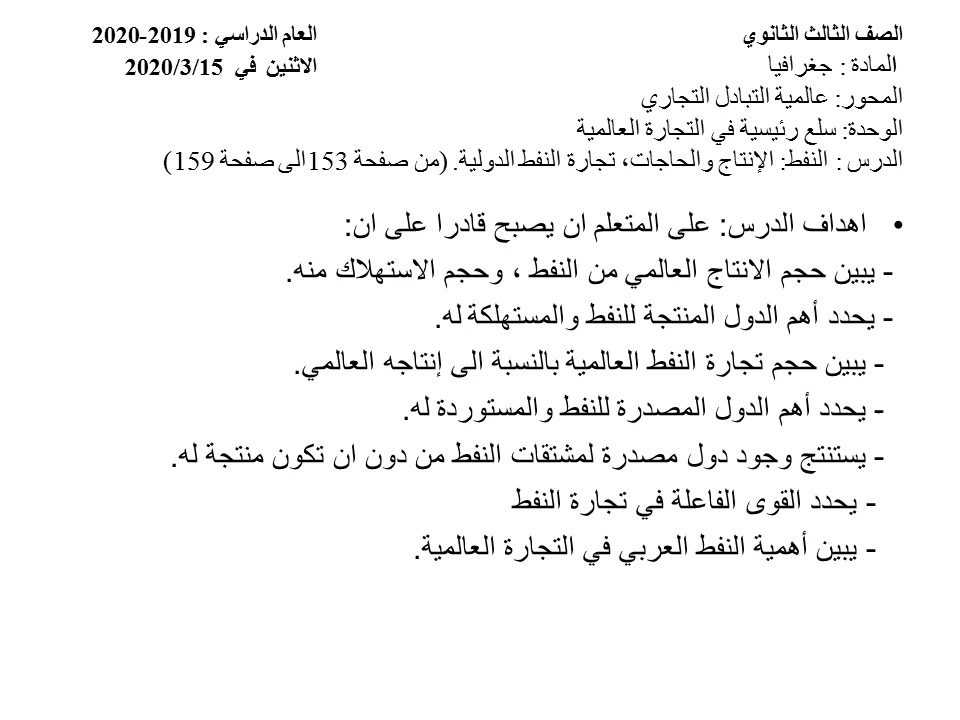 الصف الثالث الثانوي العام الدراسي : 2019-2020
المادة : جغرافيا الاثنين في 2020/3/15
المحور: عالمية التبادل التجاري
الوحدة: سلع رئيسية في التجارة العالمية
الدرس : النفط: الإنتاج والحاجات، تجارة النفط الدولية. (من صفحة 153الى صفحة 159)
• اهداف الدرس: على المتعلم ان يصبح قادرا على ان:
- يبين حجم الانتاج العالمي من النفط ، وحجم الاستهلاك منه.
- يحدد أهم الدول المنتجة للنفط والمستهلكة له.
- يبين حجم تجارة النفط العالمية بالنسبة الى إنتاجه العالمي.
- يحدد أهم الدول المصدرة للنفط والمستوردة له.
- يستنتج وجود دول مصدرة لمشتقات النفط من دون ان تكون منتجة له.
- يحدد القوى الفاعلة في تجارة النفط
- يبين أهمية النفط العربي في التجارة العالمية.